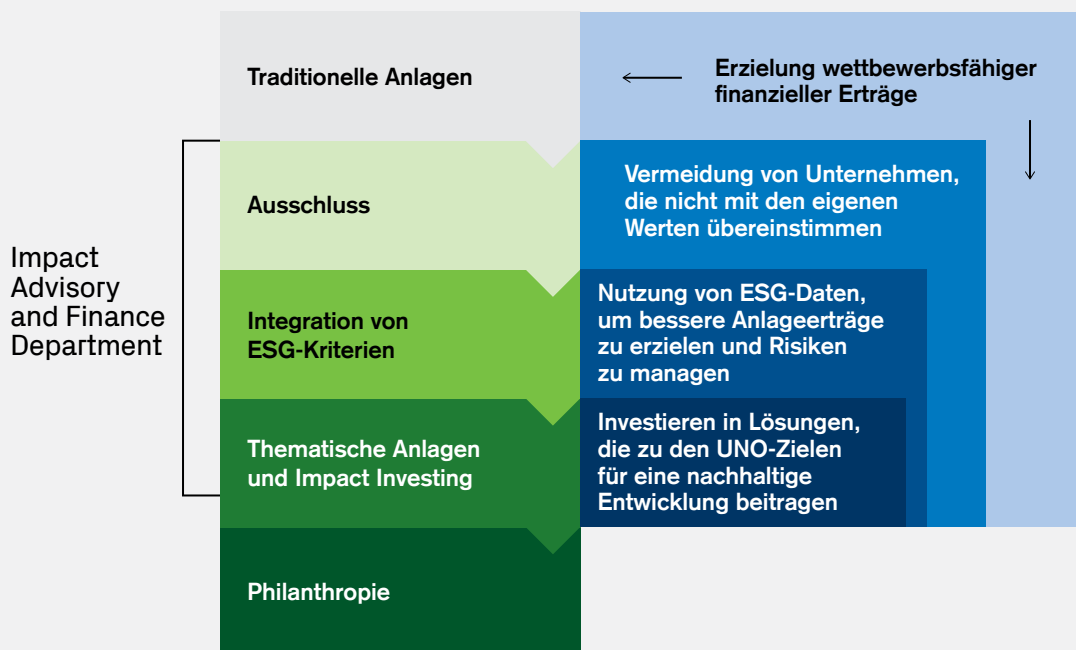 Traditionelle Anlagen
Erzielung wettbewerbsfähiger
finanzieller Erträge
Impact
Advisory
and Finance
Department
Ausschluss
Vermeidung von Unternehmen,
die nicht mit den eigenen
Werten übereinstimmen
Integration von
ESG-Kriterien
Nutzung von ESG-Daten,
um bessere Anlageerträge
zu erzielen und Risiken
zu managen
Thematische Anlagen
und Impact Investing
Investieren in Lösungen,
die zu den UNO-Zielen
für eine nachhaltige
Entwicklung beitragen
Philanthropie